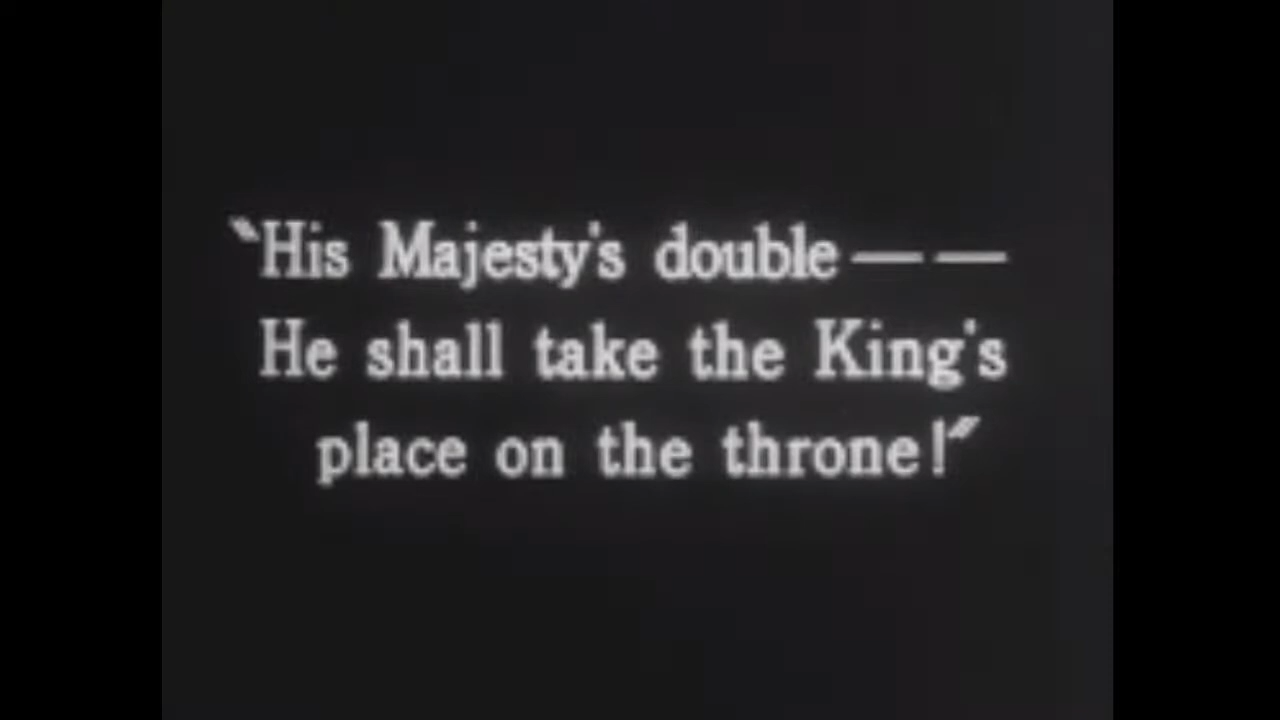 "His Majesty's double — —
He shall take the King's
place on the throne!"